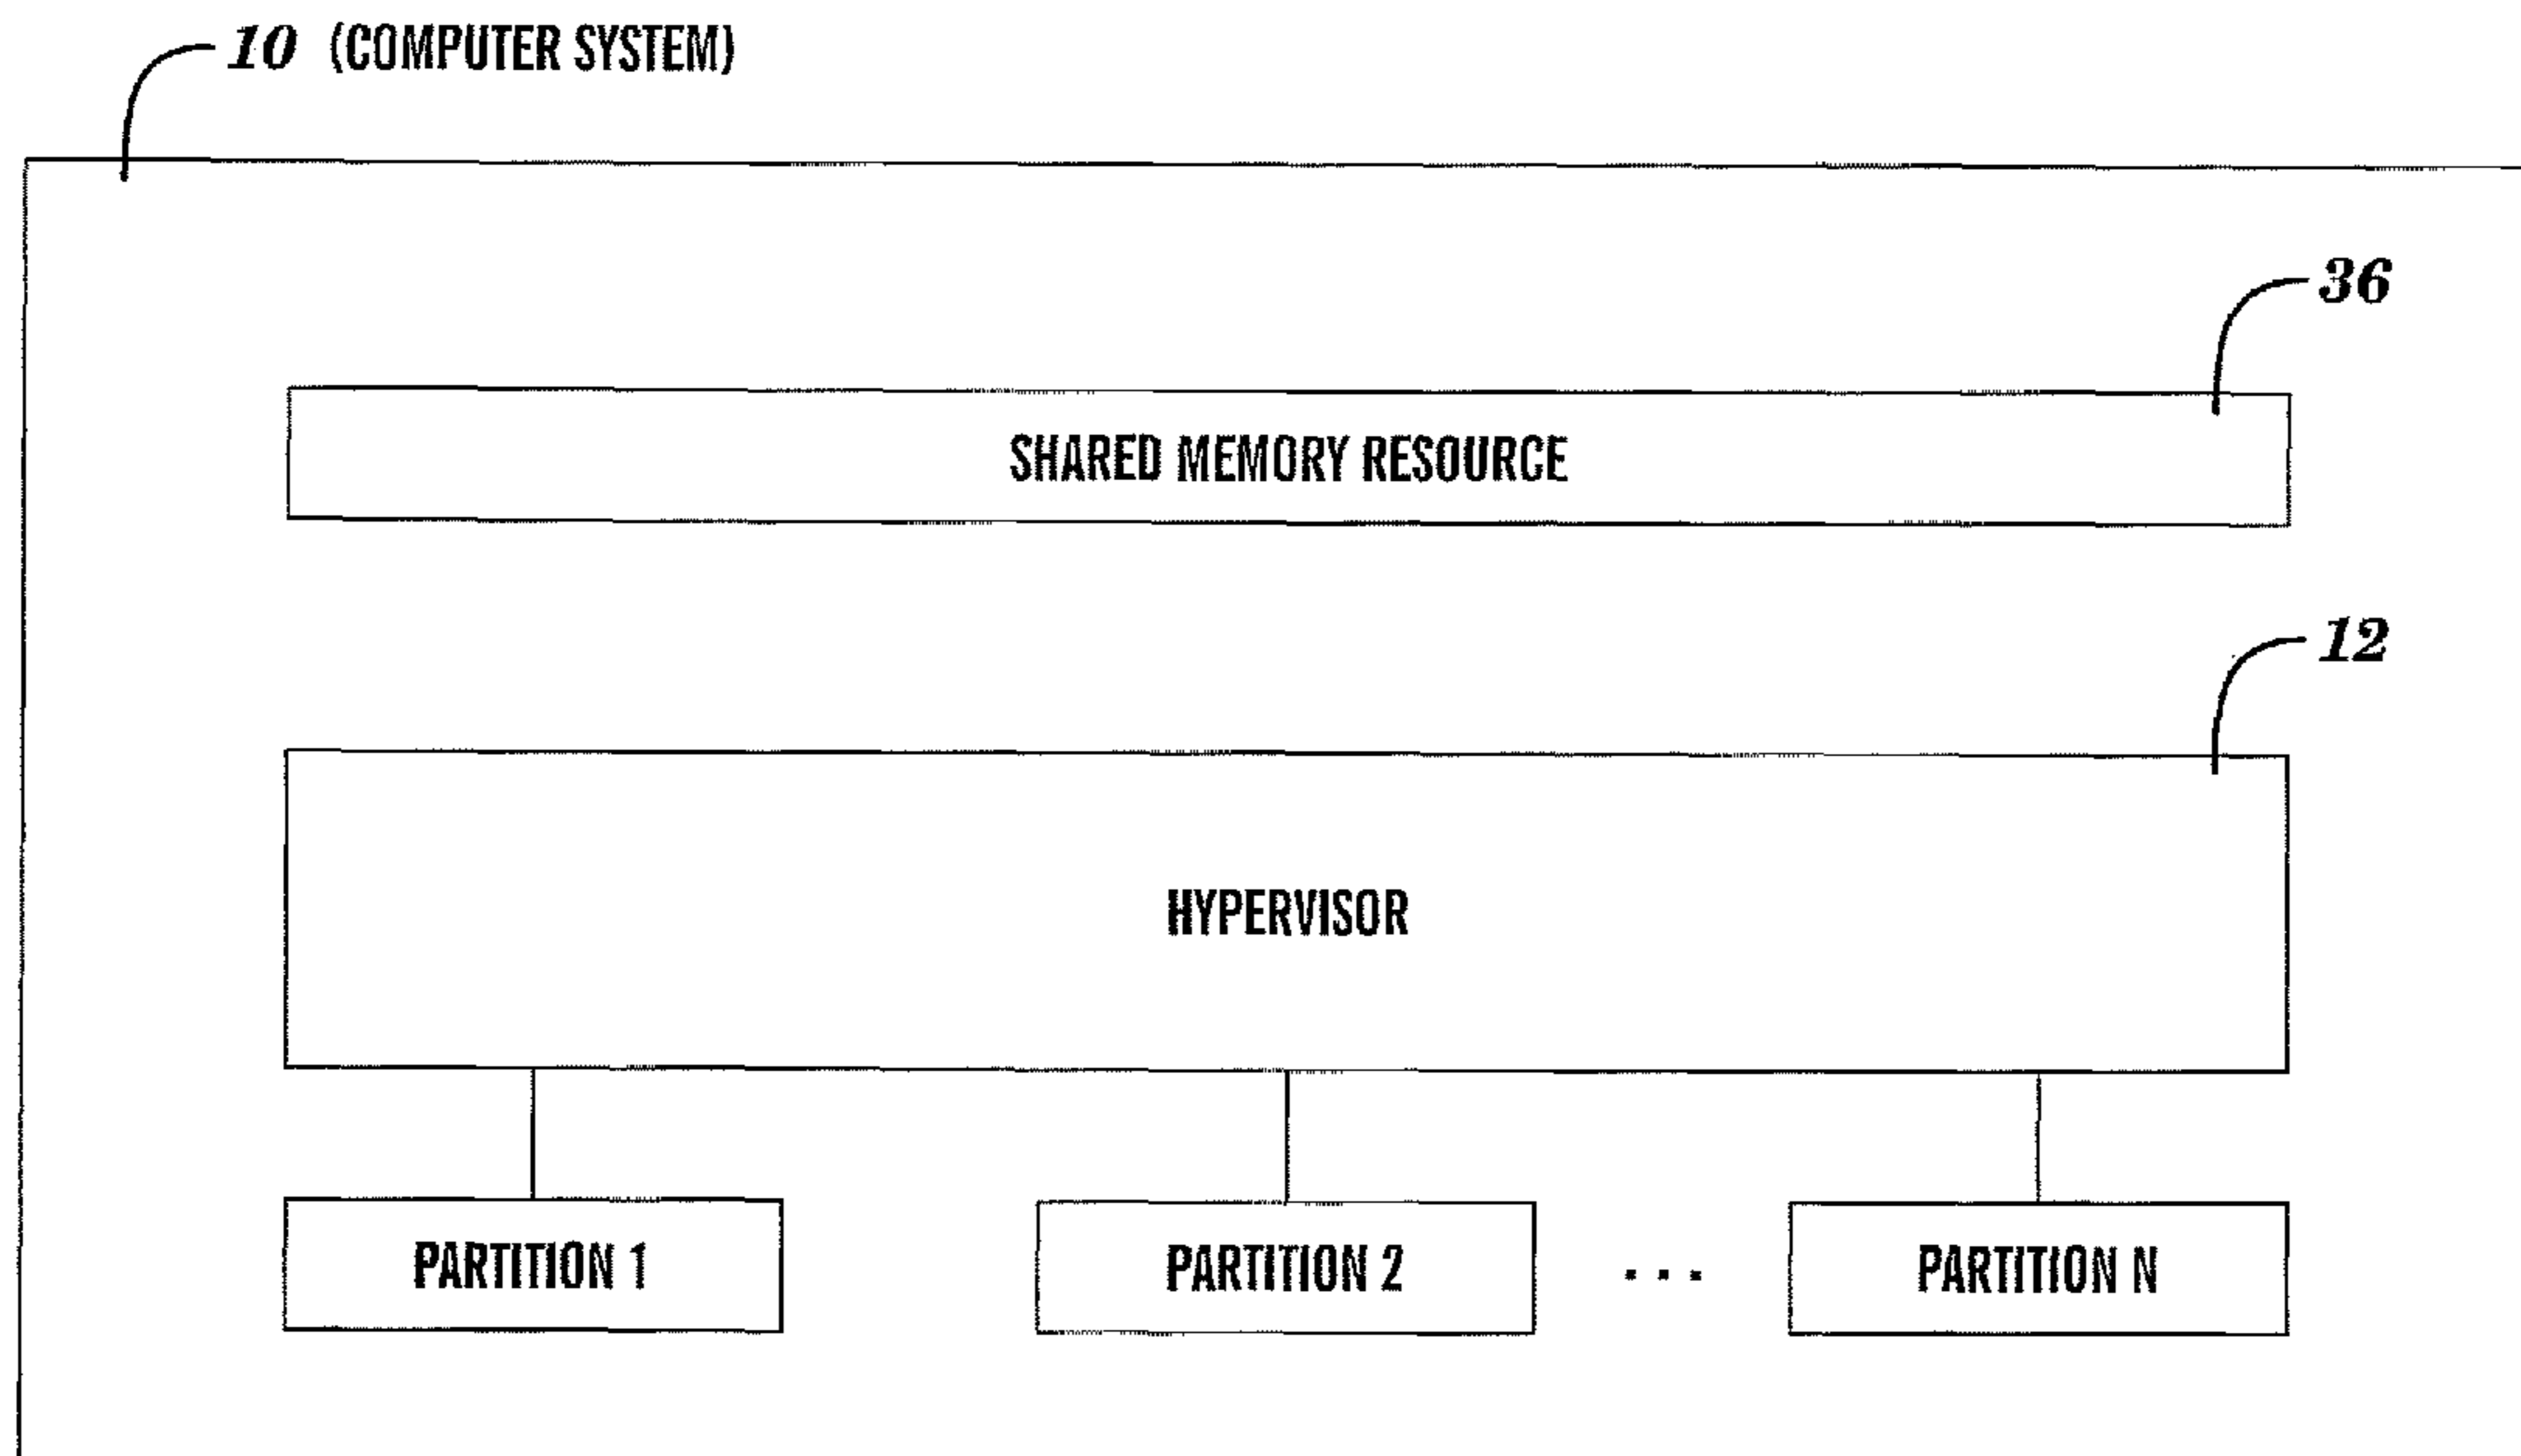 10 (COMPUTER SYSTEM)
36
SHARED MEMORY RESOURCE
12
HYPERVISOR
PARTITION 1
PARTITION 2
...
PARTITION N